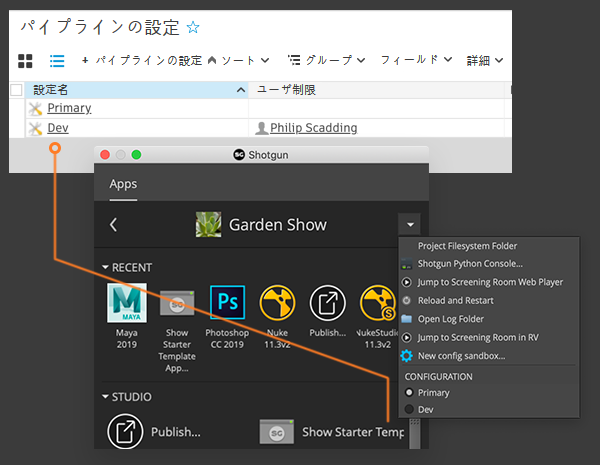 パイプラインの設定 ☆
+ パイプラインの設定 ソート グループ フィールド 詳細
設定名 ユーザ制限
Primary
Dev Philip Scadding
SG Shotgun
Apps
Garden Show
Project Filesystem Folder
Shotgun Python Console...
Jump to Screening Room Web Player
Reload and Restart
Open Log Folder
Jump to Screening Room in RV
New config sandbox...
CONFIGURATION
Primary
Dev
RECENT
MAYA SG Ps S
Maya 2019
Show Starter Template App...
Photoshop CC 2019
Nuke 11.3v2
Publish...
NukeStudio 11.3v2
STUDIO
Publish...
SG Show Starter Temp